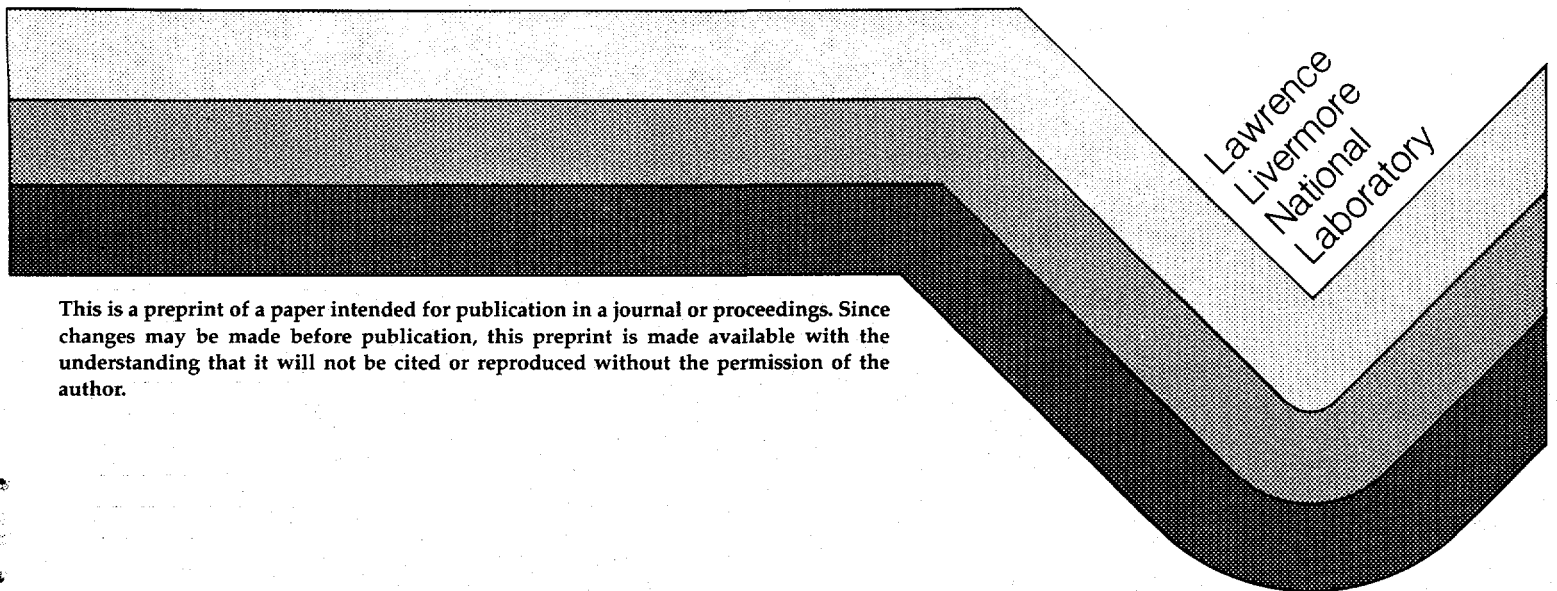 Lawrence
Livermore
National
Laboratory
This is a preprint of a paper intended for publication in a journal or proceedings. Since
changes may be made before publication, this preprint is made available with the
understanding that it will not be cited or reproduced without the permission of the
author.